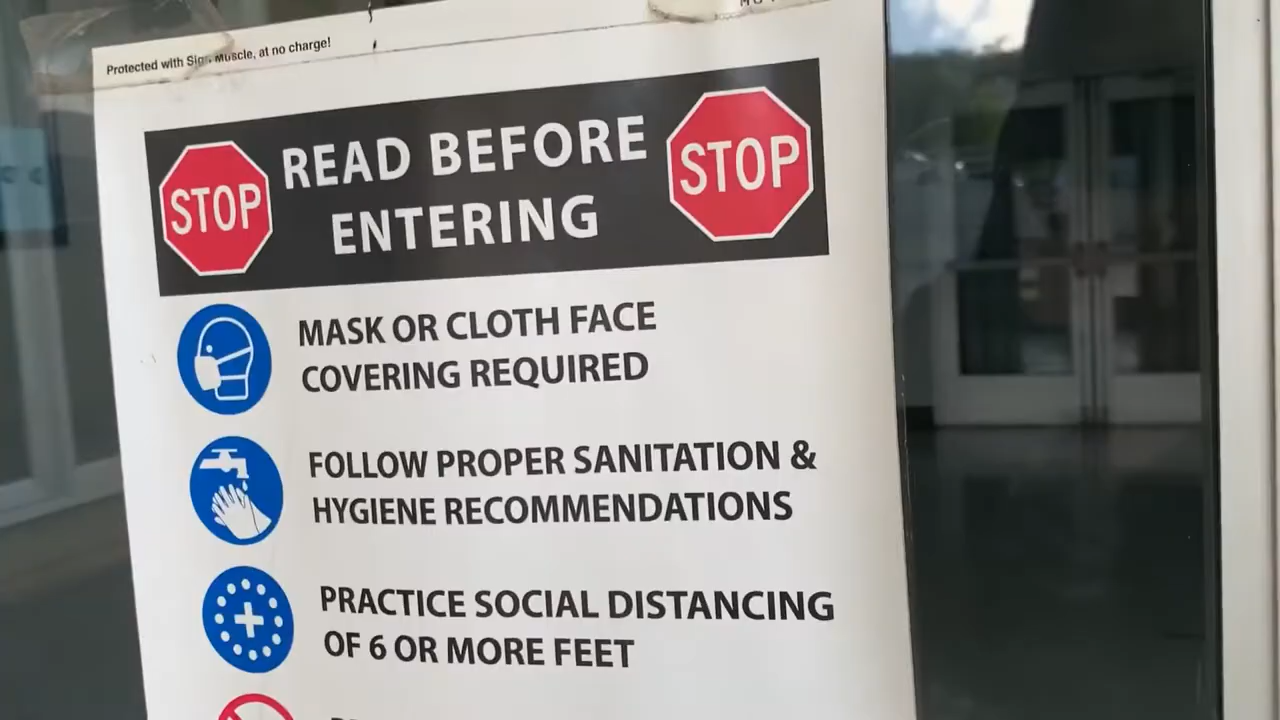 Protected with Sign Muscle, at no charge!
STOP READ BEFORE STOP
ENTERING
MASK OR CLOTH FACE
COVERING REQUIRED
FOLLOW PROPER SANITATION &
HYGIENE RECOMMENDATIONS
PRACTICE SOCIAL DISTANCING
OF 6 OR MORE FEET